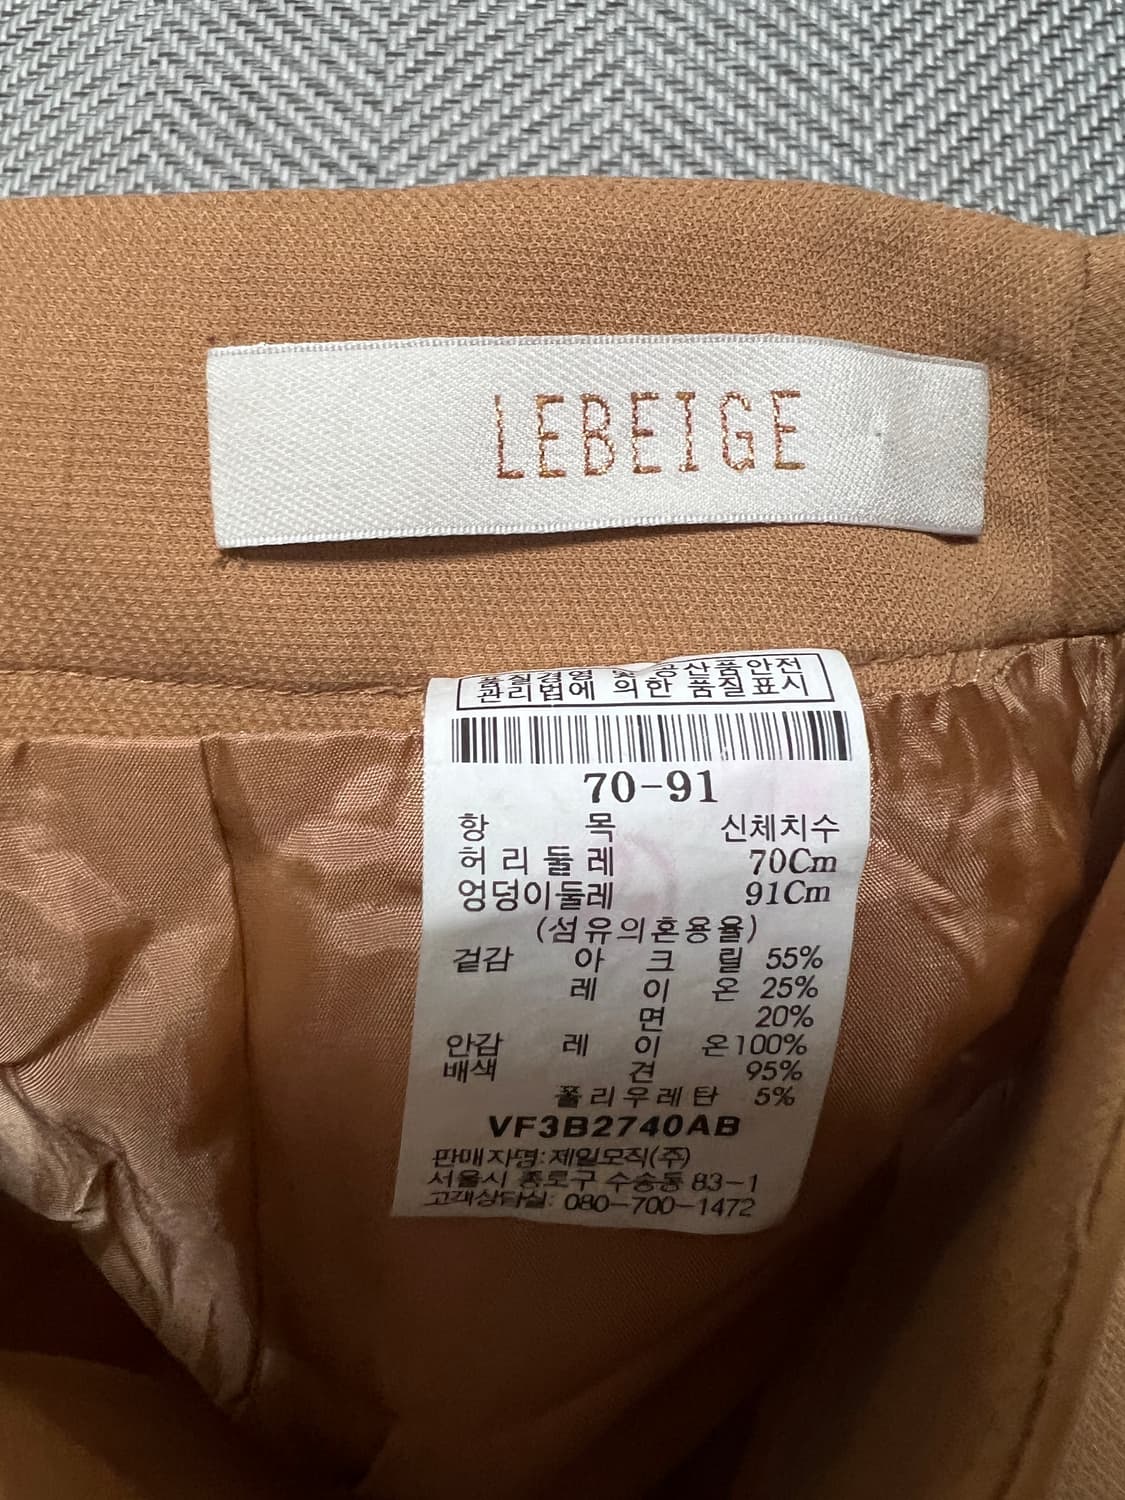 LEBEIGE
품질경영 및 공산품안전
관리법에 의한 품질표시
70-91
항 목 신체치수
허리둘레 70Cm
엉덩이둘레 91Cm
(섬유의혼용율)
겉감 아크릴 55%
레이온 25%
면 20%
안감 레이온 100%
배색 견 95%
폴리우레탄 5%
VF3B2740AB
판매자명:제일모직(주)
서울시 종로구 수송동 83-1
고객상담실: 080-700-1472